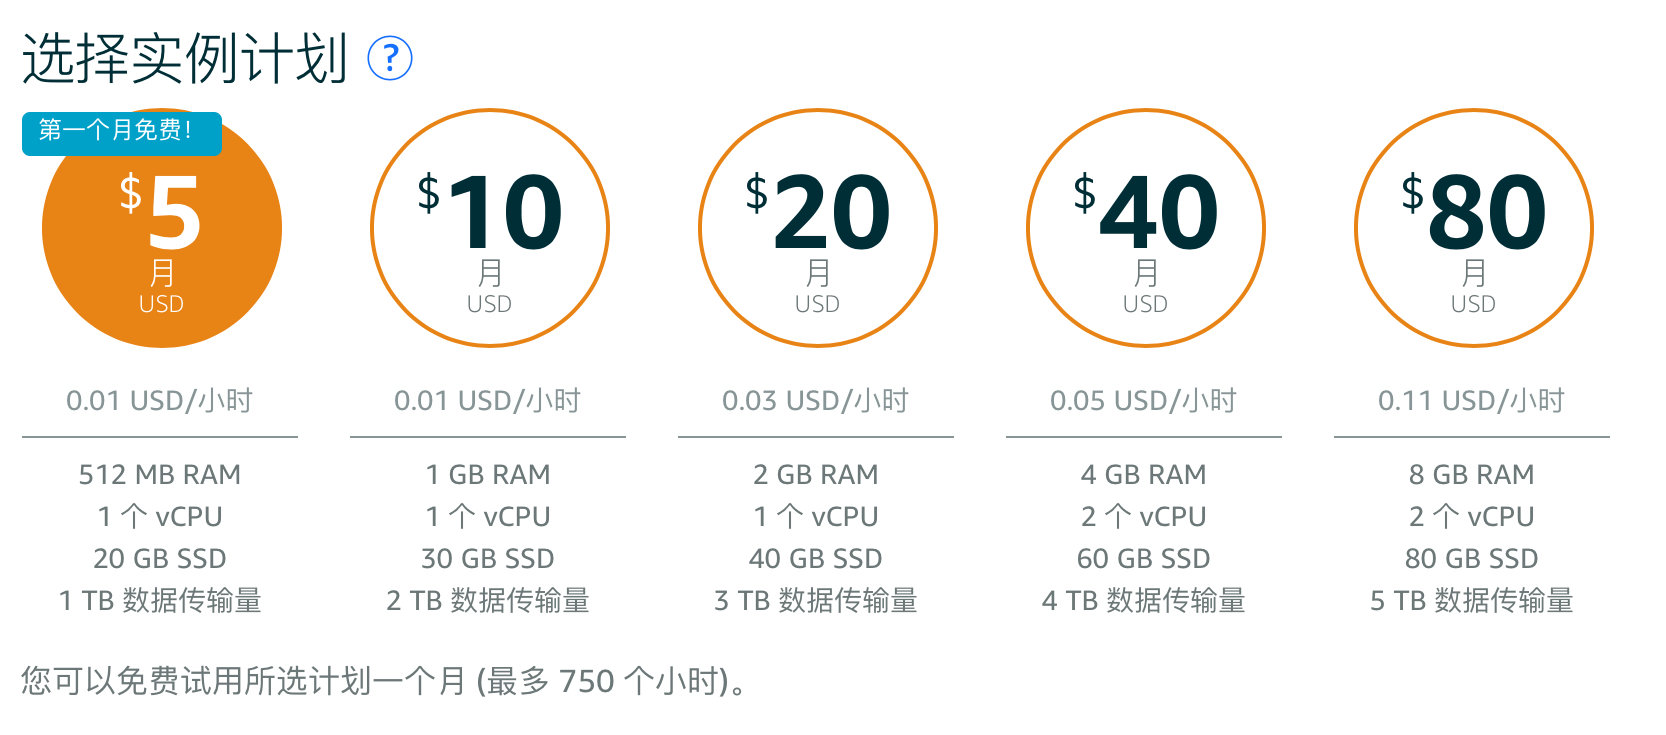 选择实例计划 ?
第一个月免费!
$5
月
USD
0.01 USD/小时
512 MB RAM
1 个 vCPU
20 GB SSD
1 TB 数据传输量
$10
月
USD
0.01 USD/小时
1 GB RAM
1 个 vCPU
30 GB SSD
2 TB 数据传输量
$20
月
USD
0.03 USD/小时
2 GB RAM
1 个 vCPU
40 GB SSD
3 TB 数据传输量
$40
月
USD
0.05 USD/小时
4 GB RAM
2 个 vCPU
60 GB SSD
4 TB 数据传输量
$80
月
USD
0.11 USD/小时
8 GB RAM
2 个 vCPU
80 GB SSD
5 TB 数据传输量
您可以免费试用所选计划一个月 (最多 750 个小时)。